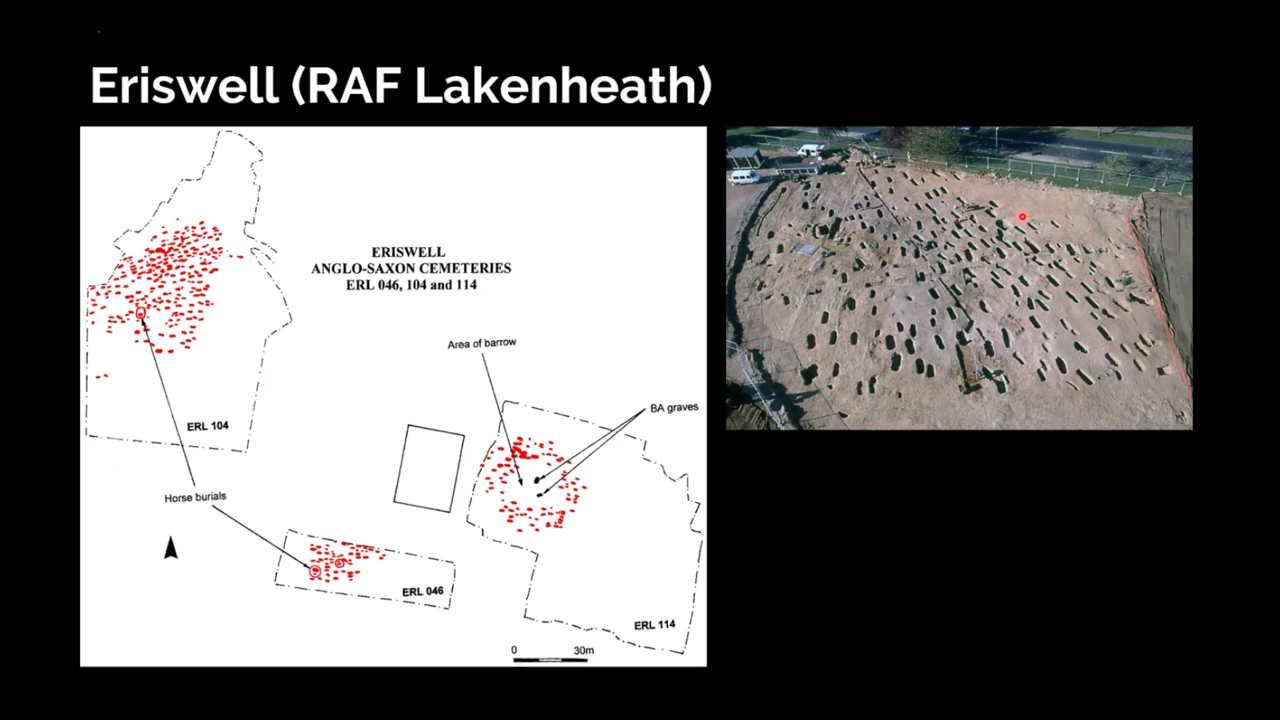 Eriswell (RAF Lakenheath)
ERISWELL
ANGLO-SAXON CEMETERIES
ERL 046, 104 and 114
Area of barrow
BA graves
ERL 104
Horse burials
ERL 046
ERL 114
0 30m